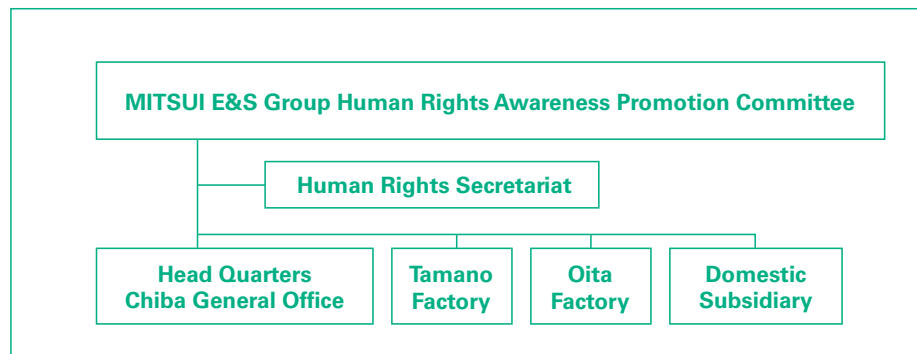 MITSUI E&S Group Human Rights Awareness Promotion Committee
Human Rights Secretariat
Head Quarters
Chiba General Office
Tamano
Factory
Oita
Factory
Domestic
Subsidiary